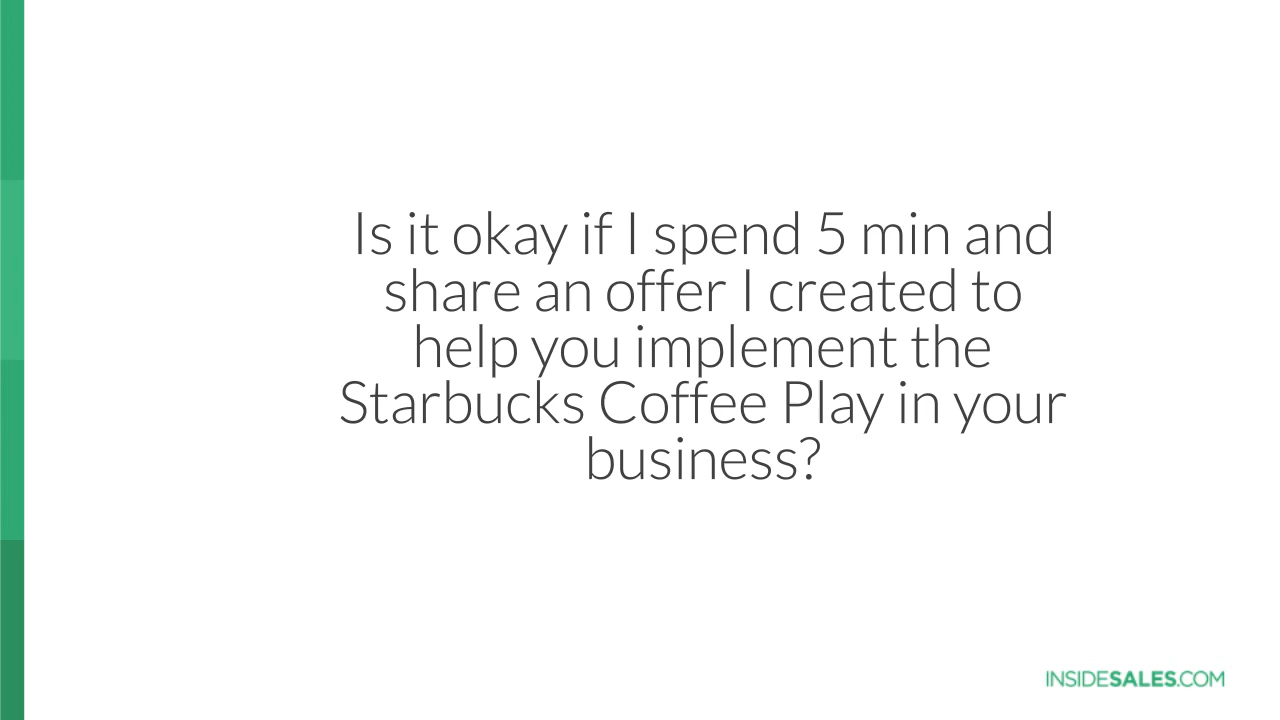 Is it okay if I spend 5 min and
share an offer I created to
help you implement the
Starbucks Coffee Play in your
business?
INSIDESALES.COM